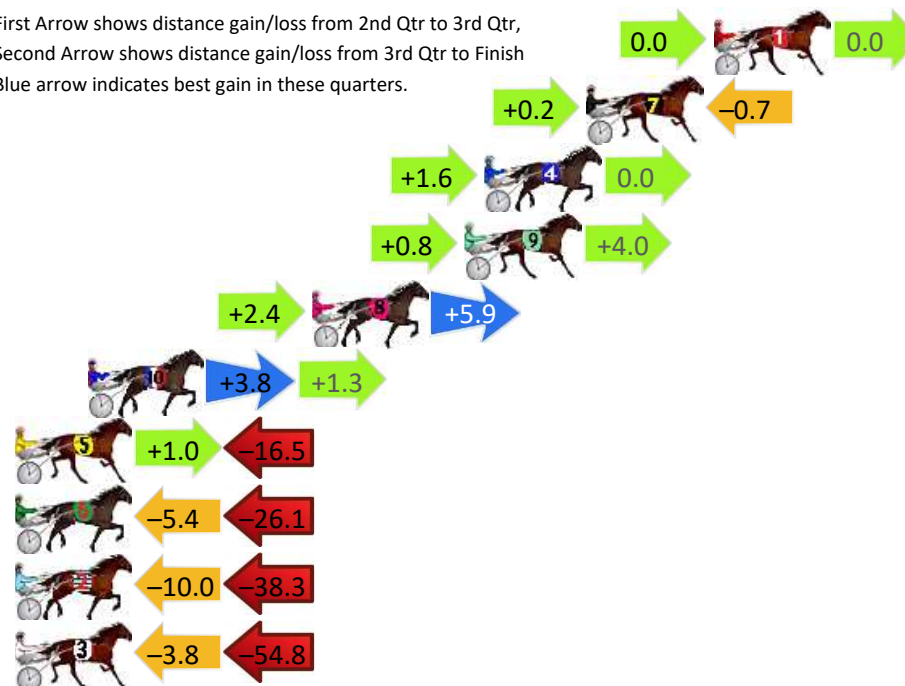 First Arrow shows distance gain/loss from 2nd Qtr to 3rd Qtr,
Second Arrow shows distance gain/loss from 3rd Qtr to Finish
Blue arrow indicates best gain in these quarters.
0.0 1 0.0
+0.2 7 –0.7
+1.6 4 0.0
+0.8 9 +4.0
+2.4 8 +5.9
10 +3.8 +1.3
5 +1.0 –16.5
6 –5.4 –26.1
2 –10.0 –38.3
3 –3.8 –54.8